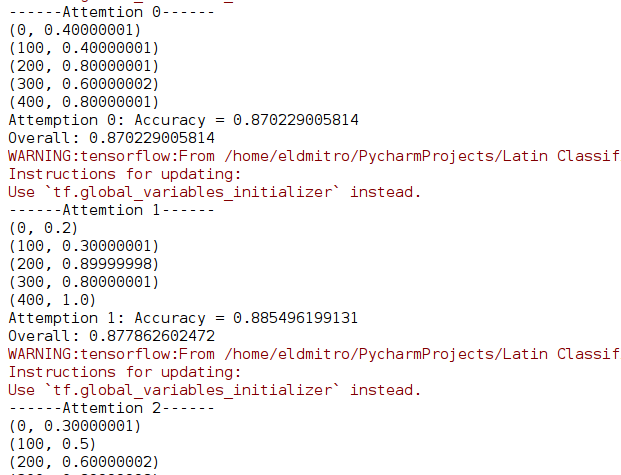 ------Attemtion 0------
(0, 0.40000001)
(100, 0.40000001)
(200, 0.80000001)
(300, 0.60000002)
(400, 0.80000001)
Attemption 0: Accuracy = 0.870229005814
Overall: 0.870229005814
WARNING:tensorflow:From /home/eldmitro/PycharmProjects/Latin Classif
Instructions for updating:
Use `tf.global_variables_initializer` instead.
------Attemtion 1------
(0, 0.2)
(100, 0.30000001)
(200, 0.89999998)
(300, 0.80000001)
(400, 1.0)
Attemption 1: Accuracy = 0.885496199131
Overall: 0.877862602472
WARNING:tensorflow:From /home/eldmitro/PycharmProjects/Latin Classif
Instructions for updating:
Use `tf.global_variables_initializer` instead.
------Attemtion 2------
(0, 0.30000001)
(100, 0.5)
(200, 0.60000002)